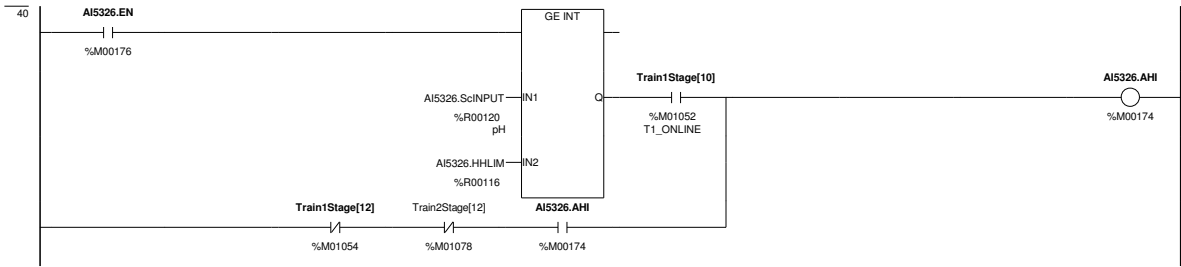 40
AI5326.EN
%M00176
GE INT
AI5326.ScINPUT
IN1
Q
%R00120
pH
Train1Stage[10]
%M01052
T1_ONLINE
AI5326.AHI
%M00174
AI5326.HHLIM
IN2
%R00116
Train1Stage[12]
Train2Stage[12]
AI5326.AHI
%M01054
%M01078
%M00174